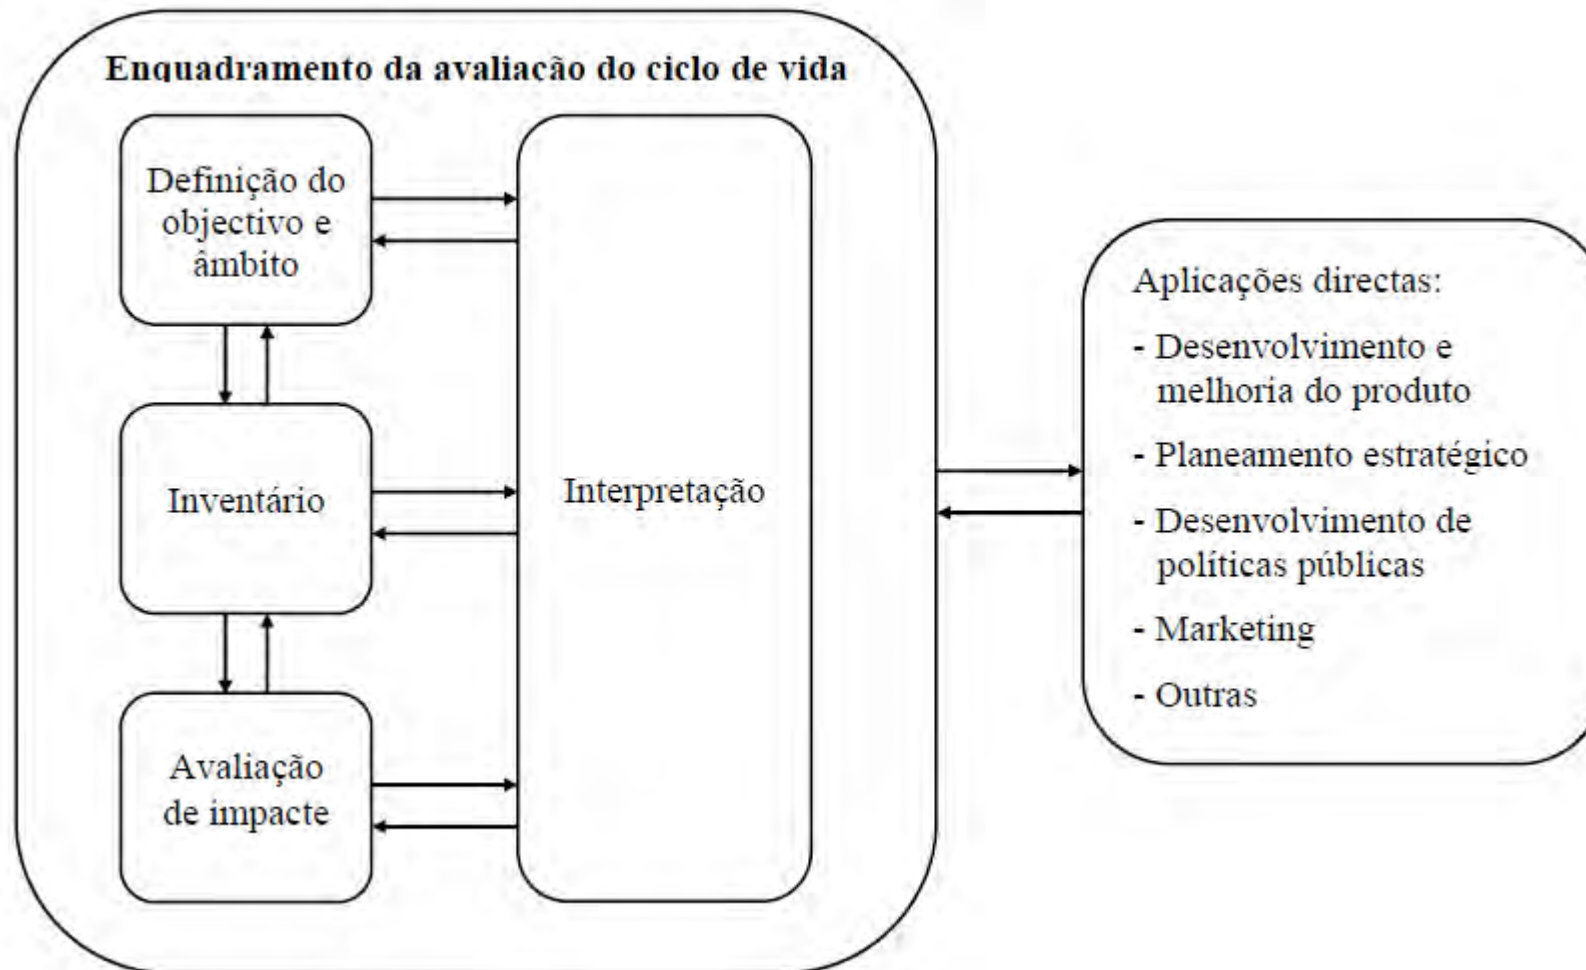 Enquadramento da avaliação do ciclo de vida
Definição do
objectivo e
âmbito
Inventário
Avaliação
de impacte
Interpretação
Aplicações directas:
- Desenvolvimento e
melhoria do produto
- Planeamento estratégico
- Desenvolvimento de
políticas públicas
- Marketing
- Outras